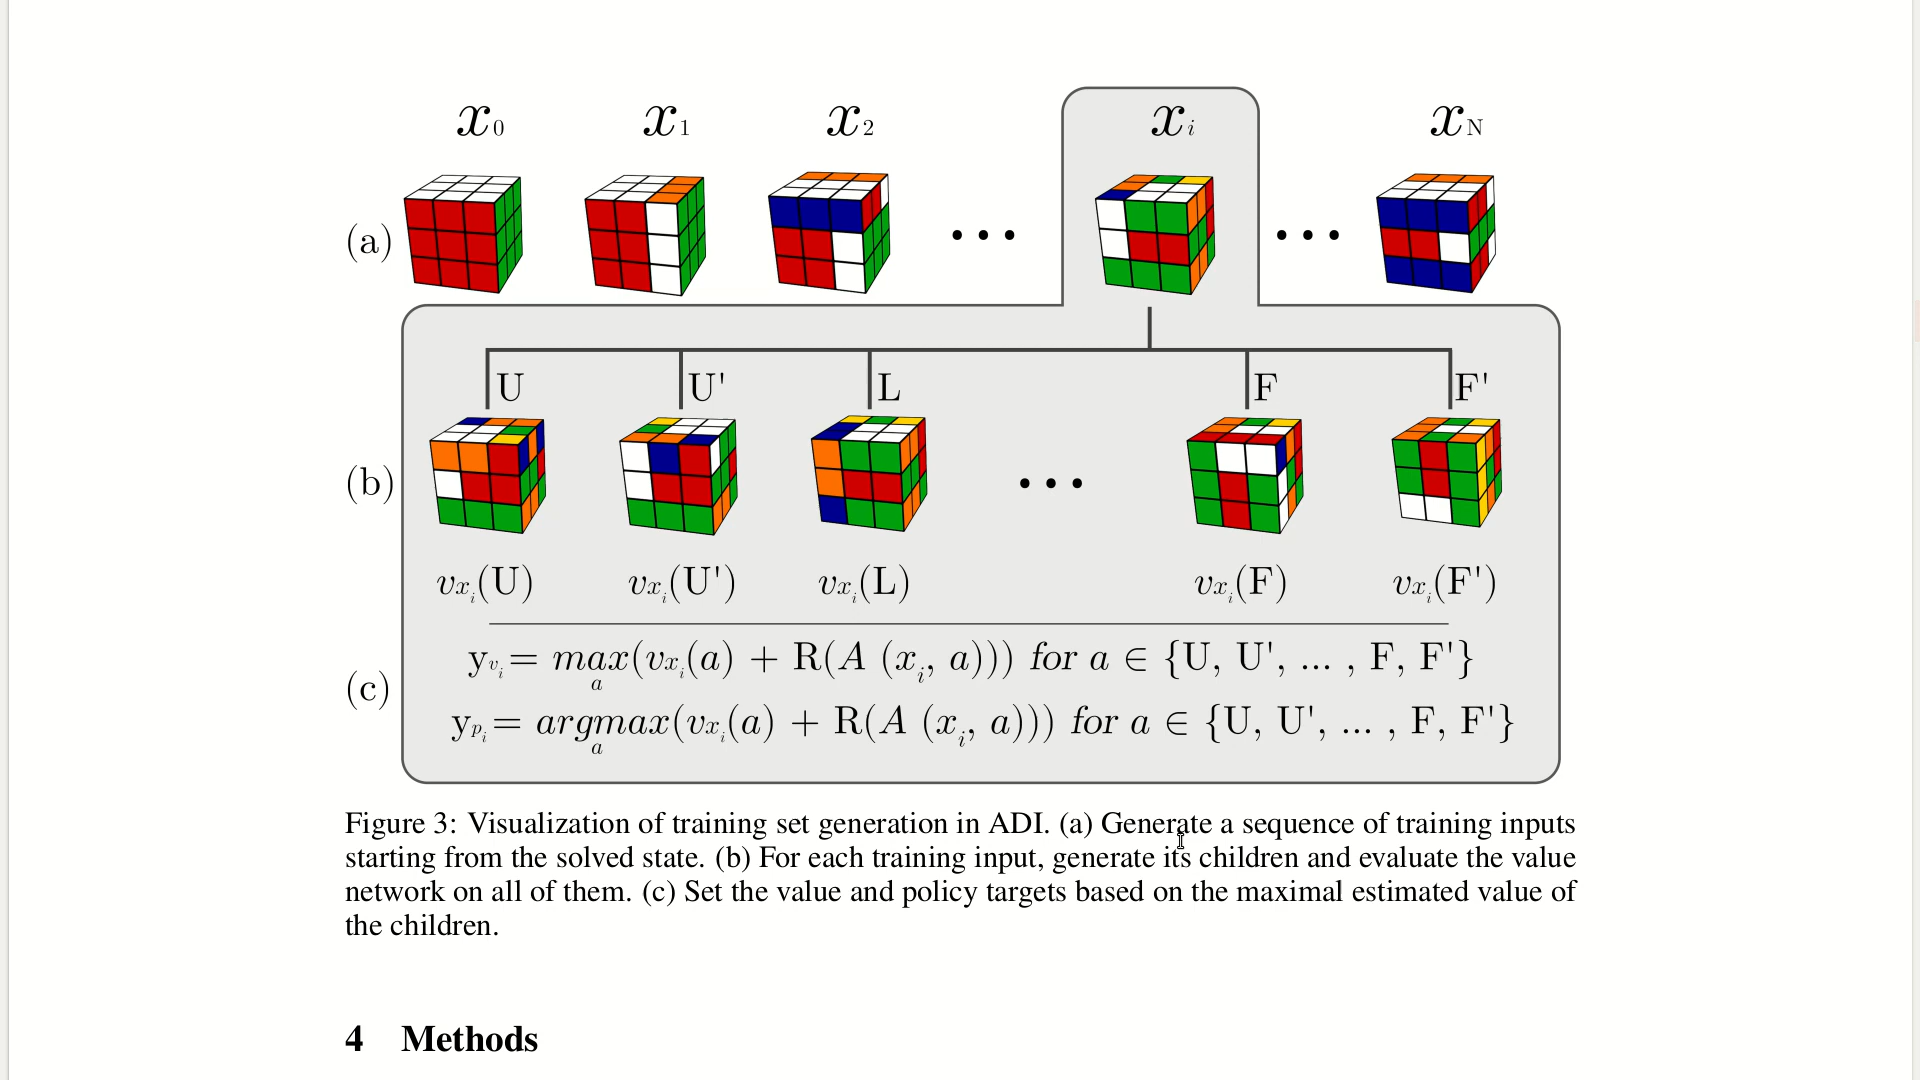 x0 x1 x2 xi xN
(a) ... ...
U U' L F F'
(b) ...
vxi(U) vxi(U') vxi(L) vxi(F) vxi(F')
yvi = max(vxi(a) + R(A (xi, a))) for a ∈ {U, U', ... , F, F'}
a
(c)
ypi = argmax(vxi(a) + R(A (xi, a))) for a ∈ {U, U', ... , F, F'}
a
Figure 3: Visualization of training set generation in ADI. (a) Generate a sequence of training inputs
starting from the solved state. (b) For each training input, generate its children and evaluate the value
network on all of them. (c) Set the value and policy targets based on the maximal estimated value of
the children.
4 Methods